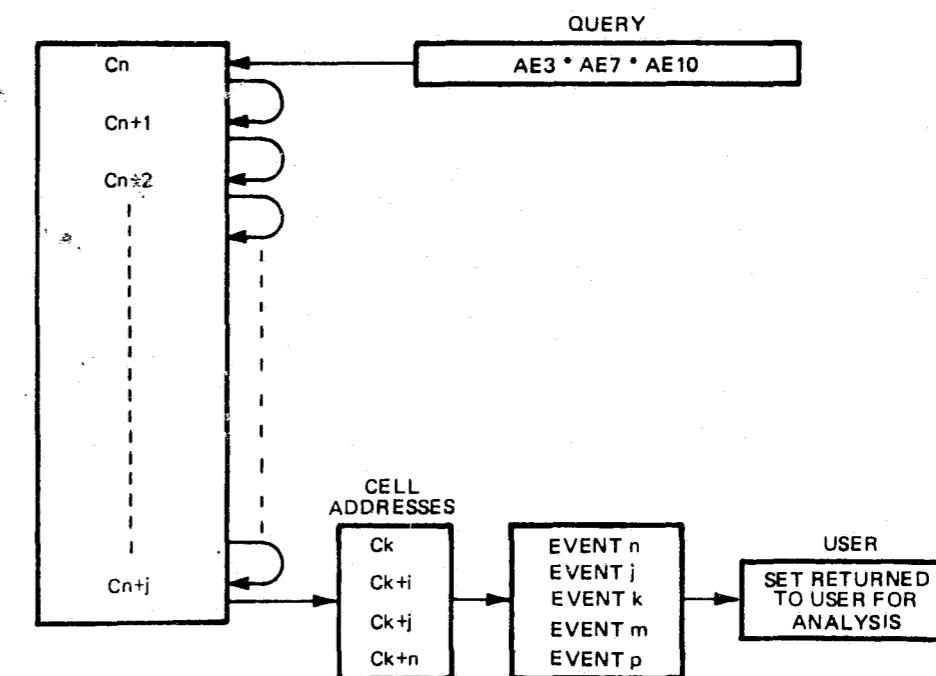 QUERY
AE3 * AE7 * AE10
Cn
Cn+1
Cn+2
Cn+j
CELL
ADDRESSES
Ck
Ck+i
Ck+j
Ck+n
EVENT n
EVENT j
EVENT k
EVENT m
EVENT p
USER
SET RETURNED
TO USER FOR
ANALYSIS